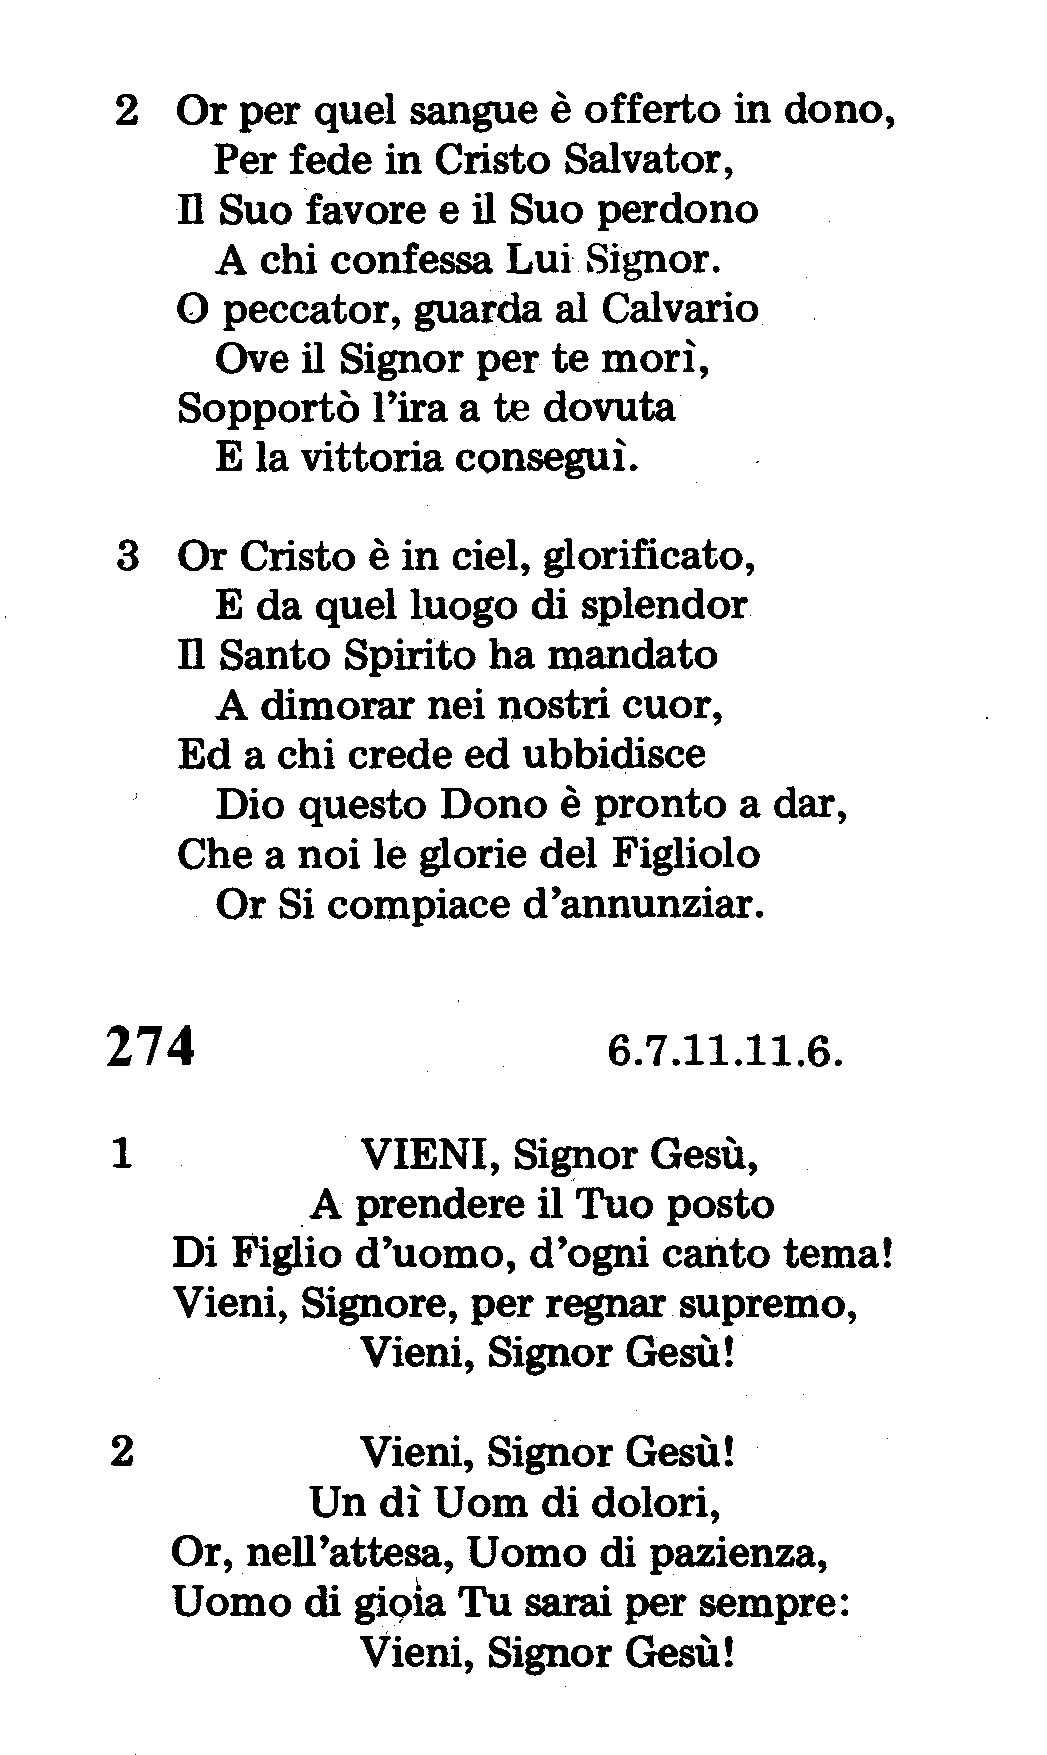 2 Or per quel sangue è offerto in dono,
Per fede in Cristo Salvator,
Il Suo favore e il Suo perdono
A chi confessa Lui Signor.
O peccator, guarda al Calvario
Ove il Signor per te morì,
Sopportò l'ira a te dovuta
E la vittoria conseguì.
3 Or Cristo è in ciel, glorificato,
E da quel luogo di splendor
Il Santo Spirito ha mandato
A dimorar nei nostri cuor,
Ed a chi crede ed ubbidisce
Dio questo Dono è pronto a dar,
Che a noi le glorie del Figliolo
Or Si compiace d'annunziar.
274 6.7.11.11.6.
1 VIENI, Signor Gesù,
A prendere il Tuo posto
Di Figlio d'uomo, d'ogni canto tema!
Vieni, Signore, per regnar supremo,
Vieni, Signor Gesù!
2 Vieni, Signor Gesù!
Un dì Uom di dolori,
Or, nell'attesa, Uomo di pazienza,
Uomo di gioia Tu sarai per sempre:
Vieni, Signor Gesù!